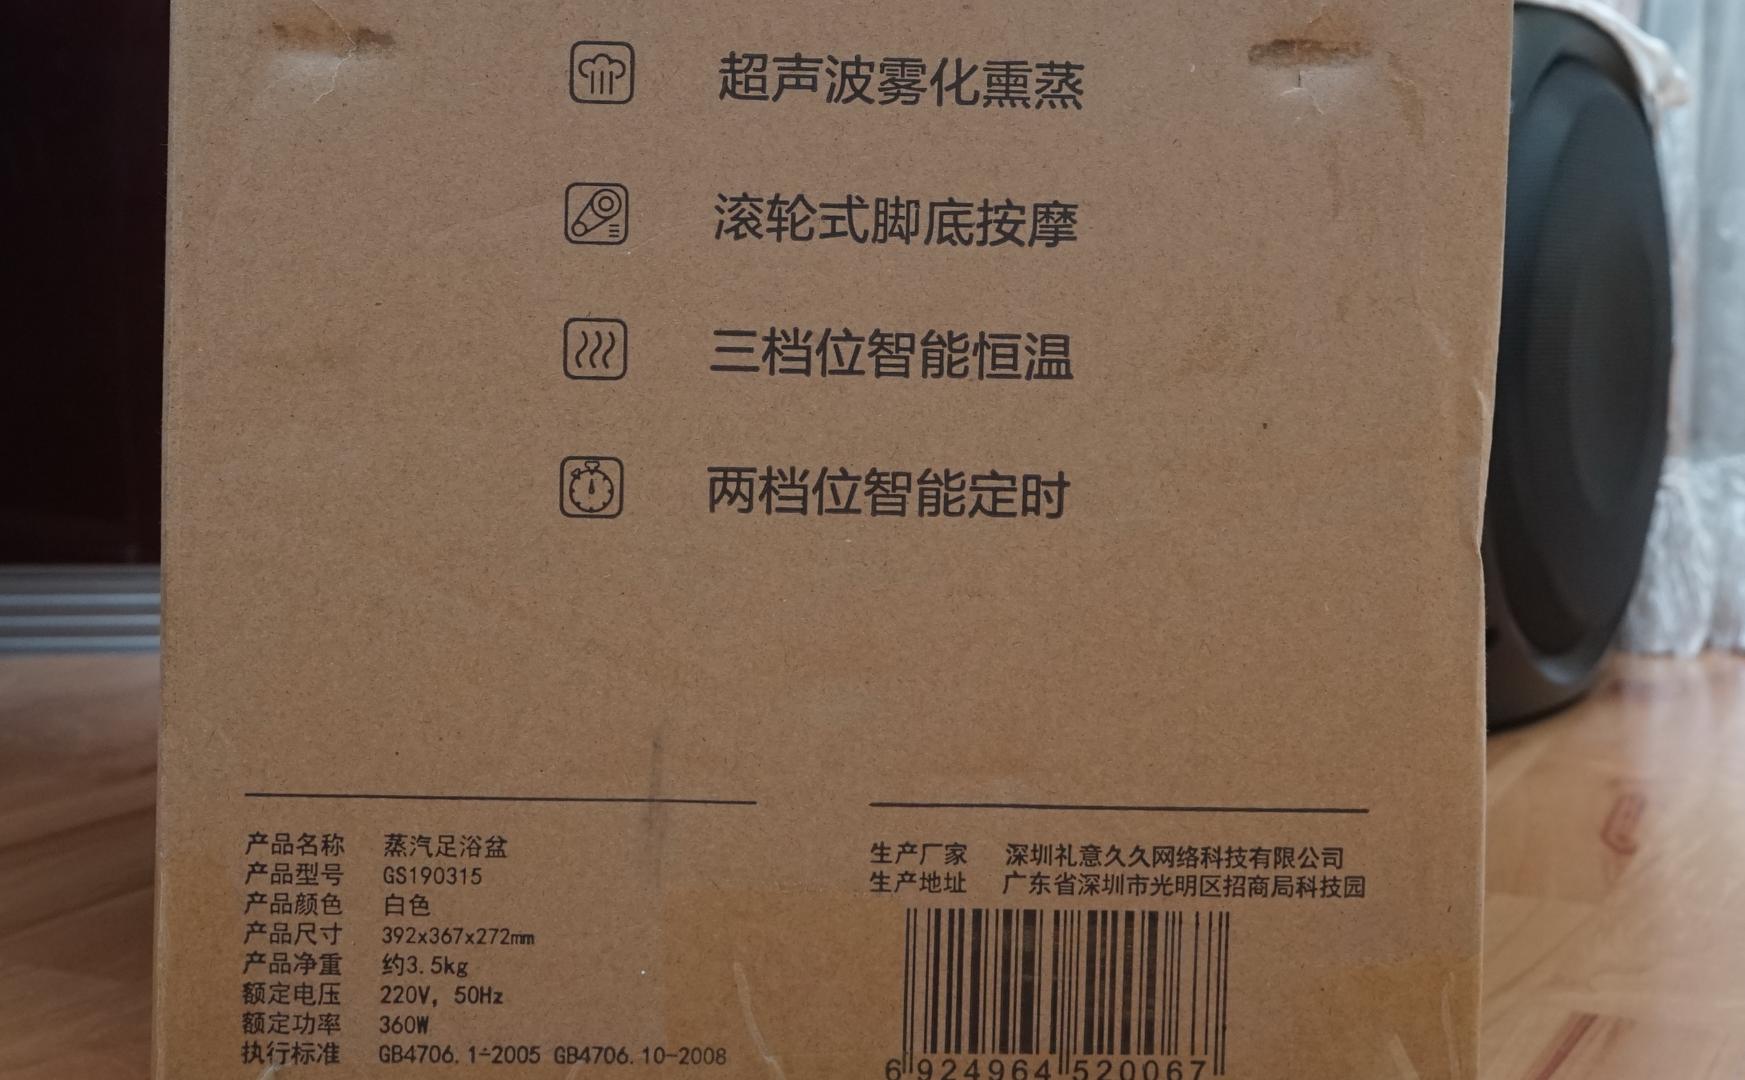 超声波雾化熏蒸
滚轮式脚底按摩
三档位智能恒温
两档位智能定时
产品名称 蒸汽足浴盆
产品型号 GS190315
产品颜色 白色
产品尺寸 392x367x272mm
产品净重 约3.5kg
额定电压 220V, 50Hz
额定功率 360W
执行标准 GB4706.1-2005 GB4706.10-2008
生产厂家 深圳礼意久久网络科技有限公司
生产地址 广东省深圳市光明区招商局科技园
6 924964 520067